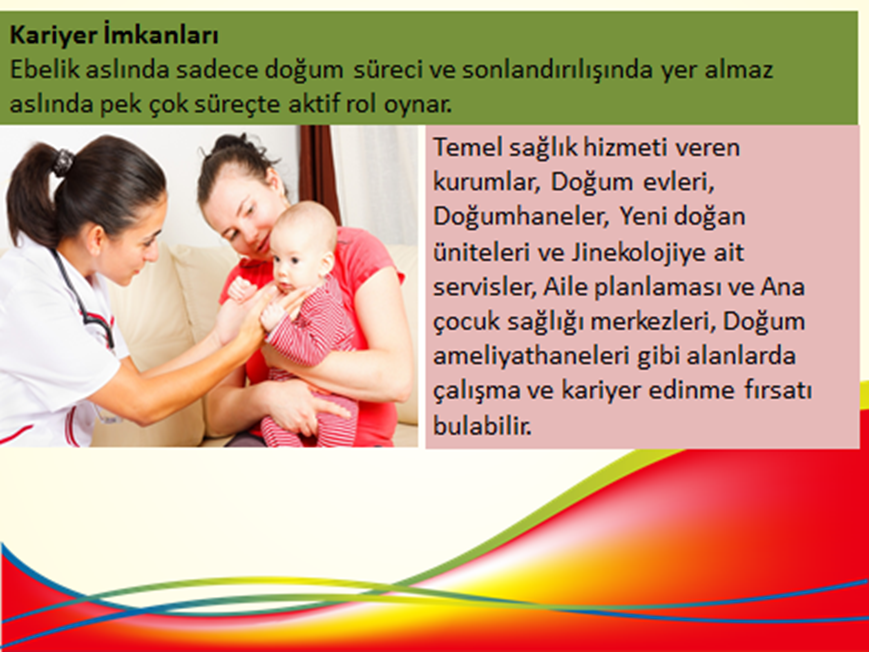 Kariyer İmkanları
Ebelik aslında sadece doğum süreci ve sonlandırılışında yer almaz
aslında pek çok süreçte aktif rol oynar.
Temel sağlık hizmeti veren
kurumlar, Doğum evleri,
Doğumhaneler, Yeni doğan
üniteleri ve Jinekolojiye ait
servisler, Aile planlaması ve Ana
çocuk sağlığı merkezleri, Doğum
ameliyathaneleri gibi alanlarda
çalışma ve kariyer edinme fırsatı
bulabilir.